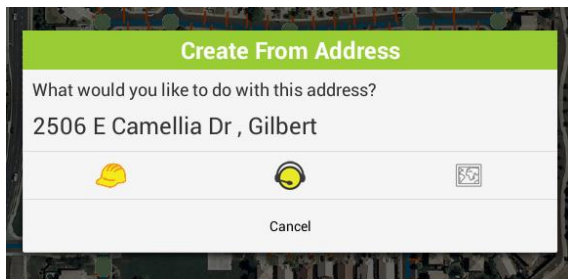 Create From Address
What would you like to do with this address?
2506 E Camellia Dr , Gilbert
Cancel